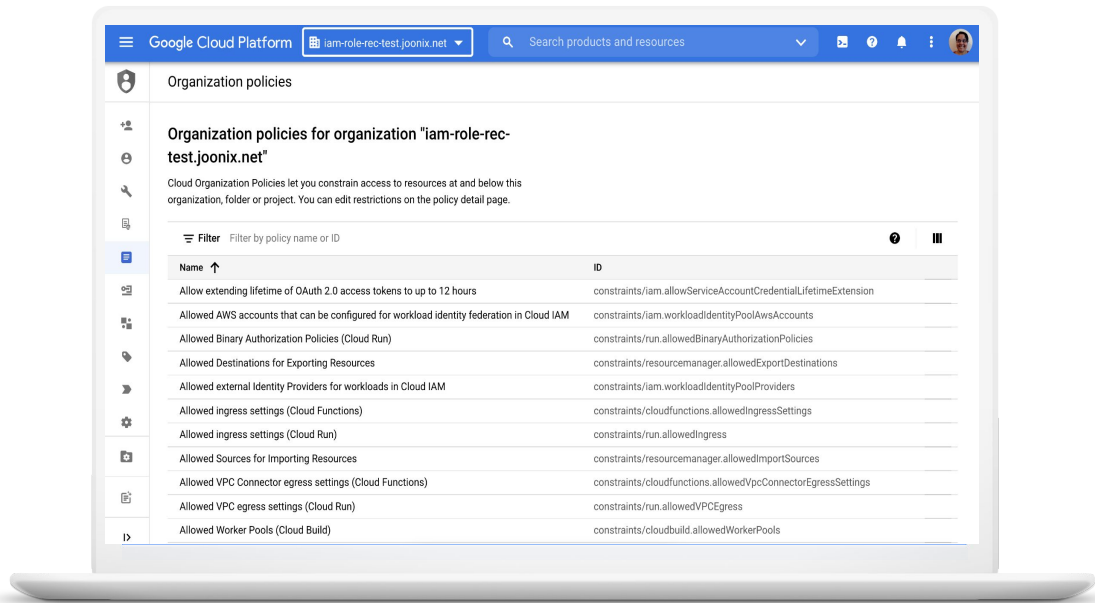 Google Cloud Platform
iam-role-rec-test.joonix.net
Search products and resources
Organization policies
Organization policies for organization "iam-role-rec-
test.joonix.net"
Cloud Organization Policies let you constrain access to resources at and below this
organization, folder or project. You can edit restrictions on the policy detail page.
Filter Filter by policy name or ID
Name ID
Allow extending lifetime of OAuth 2.0 access tokens to up to 12 hours constraints/iam.allowServiceAccountCredentialLifetimeExtension
Allowed AWS accounts that can be configured for workload identity federation in Cloud IAM constraints/iam.workloadIdentityPoolAwsAccounts
Allowed Binary Authorization Policies (Cloud Run) constraints/run.allowedBinaryAuthorizationPolicies
Allowed Destinations for Exporting Resources constraints/resourcemanager.allowedExportDestinations
Allowed external Identity Providers for workloads in Cloud IAM constraints/iam.workloadIdentityPoolProviders
Allowed ingress settings (Cloud Functions) constraints/cloudfunctions.allowedIngressSettings
Allowed ingress settings (Cloud Run) constraints/run.allowedIngress
Allowed Sources for Importing Resources constraints/resourcemanager.allowedImportSources
Allowed VPC Connector egress settings (Cloud Functions) constraints/cloudfunctions.allowedVpcConnectorEgressSettings
Allowed VPC egress settings (Cloud Run) constraints/run.allowedVPCEgress
Allowed Worker Pools (Cloud Build) constraints/cloudbuild.allowedWorkerPools